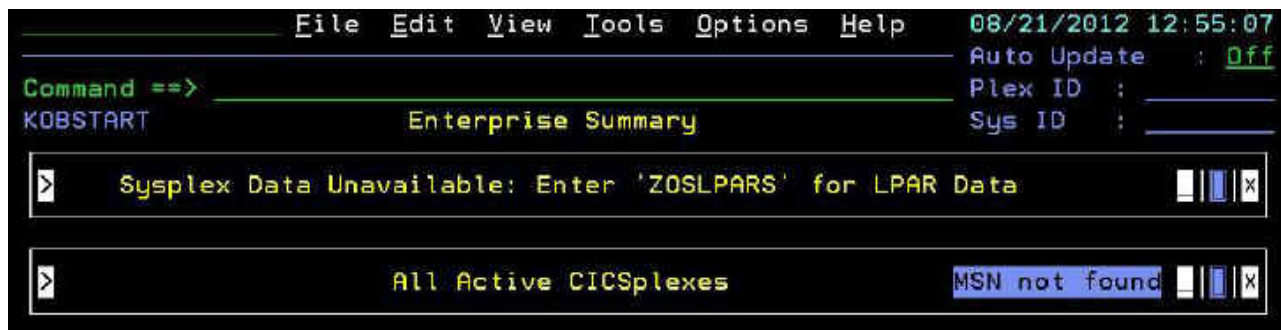 File Edit View Tools Options Help 08/21/2012 12:55:07
Auto Update : Off
Command ==> Plex ID :
KOBSTART Enterprise Summary Sys ID :
> Sysplex Data Unavailable: Enter 'ZOSLPARS' for LPAR Data _ x
> All Active CICSplexes MSN not found _ x